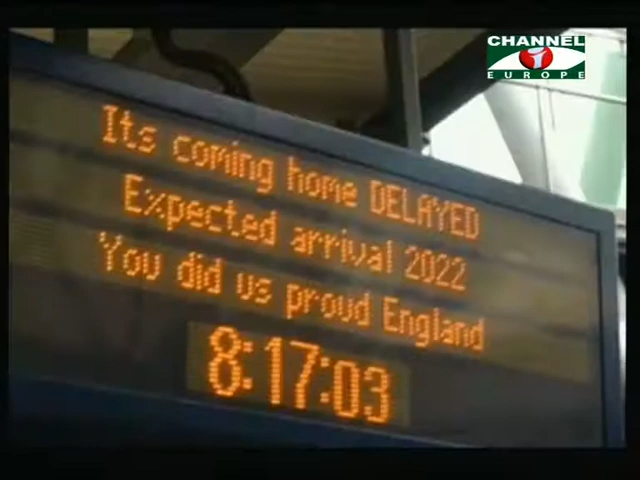 CHANNEL
i
EUROPE
Its coming home DELAYED
Expected arrival 2022
You did us proud England
8:17:03